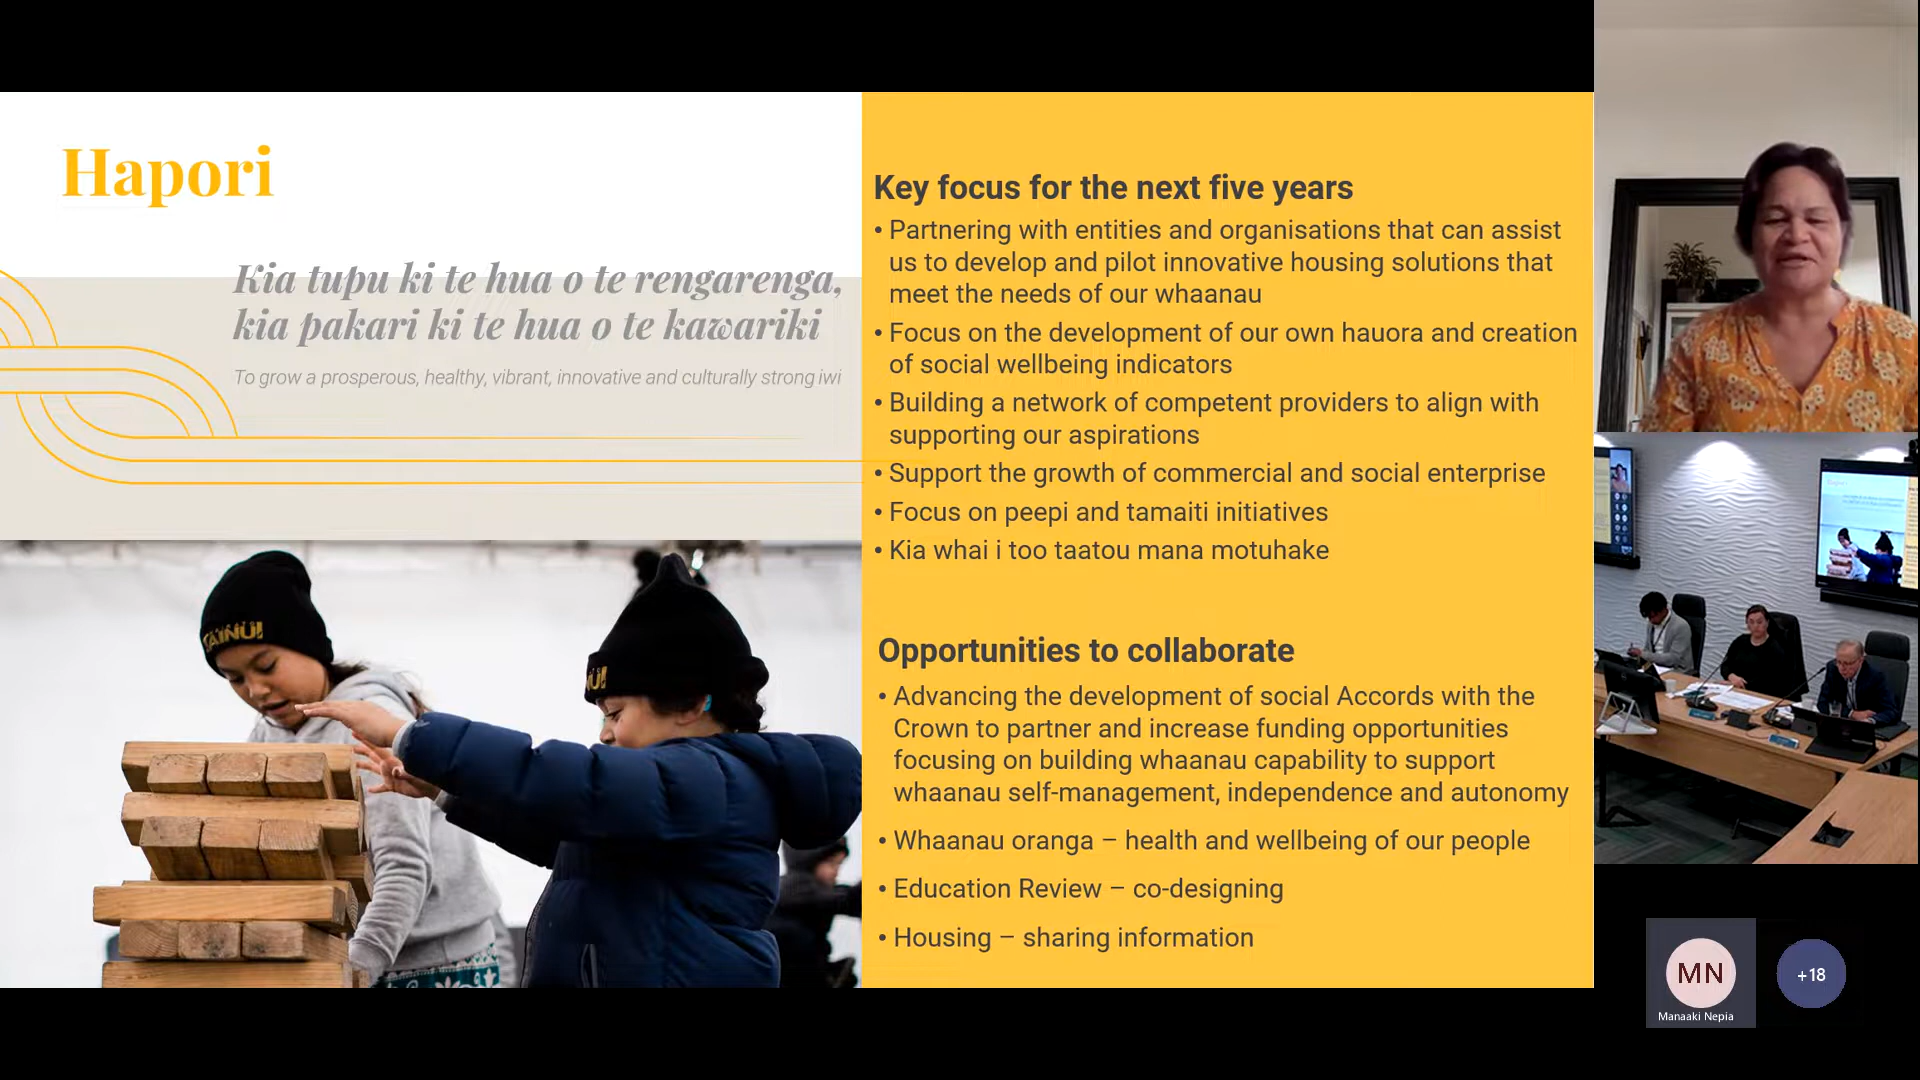 Hapori
Kia tupu ki te hua o te rengarenga,
kia pakari ki te hua o te kawariki
To grow a prosperous, healthy, vibrant, innovative and culturally strong iwi
Key focus for the next five years
• Partnering with entities and organisations that can assist
us to develop and pilot innovative housing solutions that
meet the needs of our whaanau
• Focus on the development of our own hauora and creation
of social wellbeing indicators
• Building a network of competent providers to align with
supporting our aspirations
• Support the growth of commercial and social enterprise
• Focus on peepi and tamaiti initiatives
• Kia whai i too taatou mana motuhake
Opportunities to collaborate
• Advancing the development of social Accords with the
Crown to partner and increase funding opportunities
focusing on building whaanau capability to support
whaanau self-management, independence and autonomy
• Whaanau oranga – health and wellbeing of our people
• Education Review – co-designing
• Housing – sharing information
TAINUI
MN
Manaaki Nepia
+18